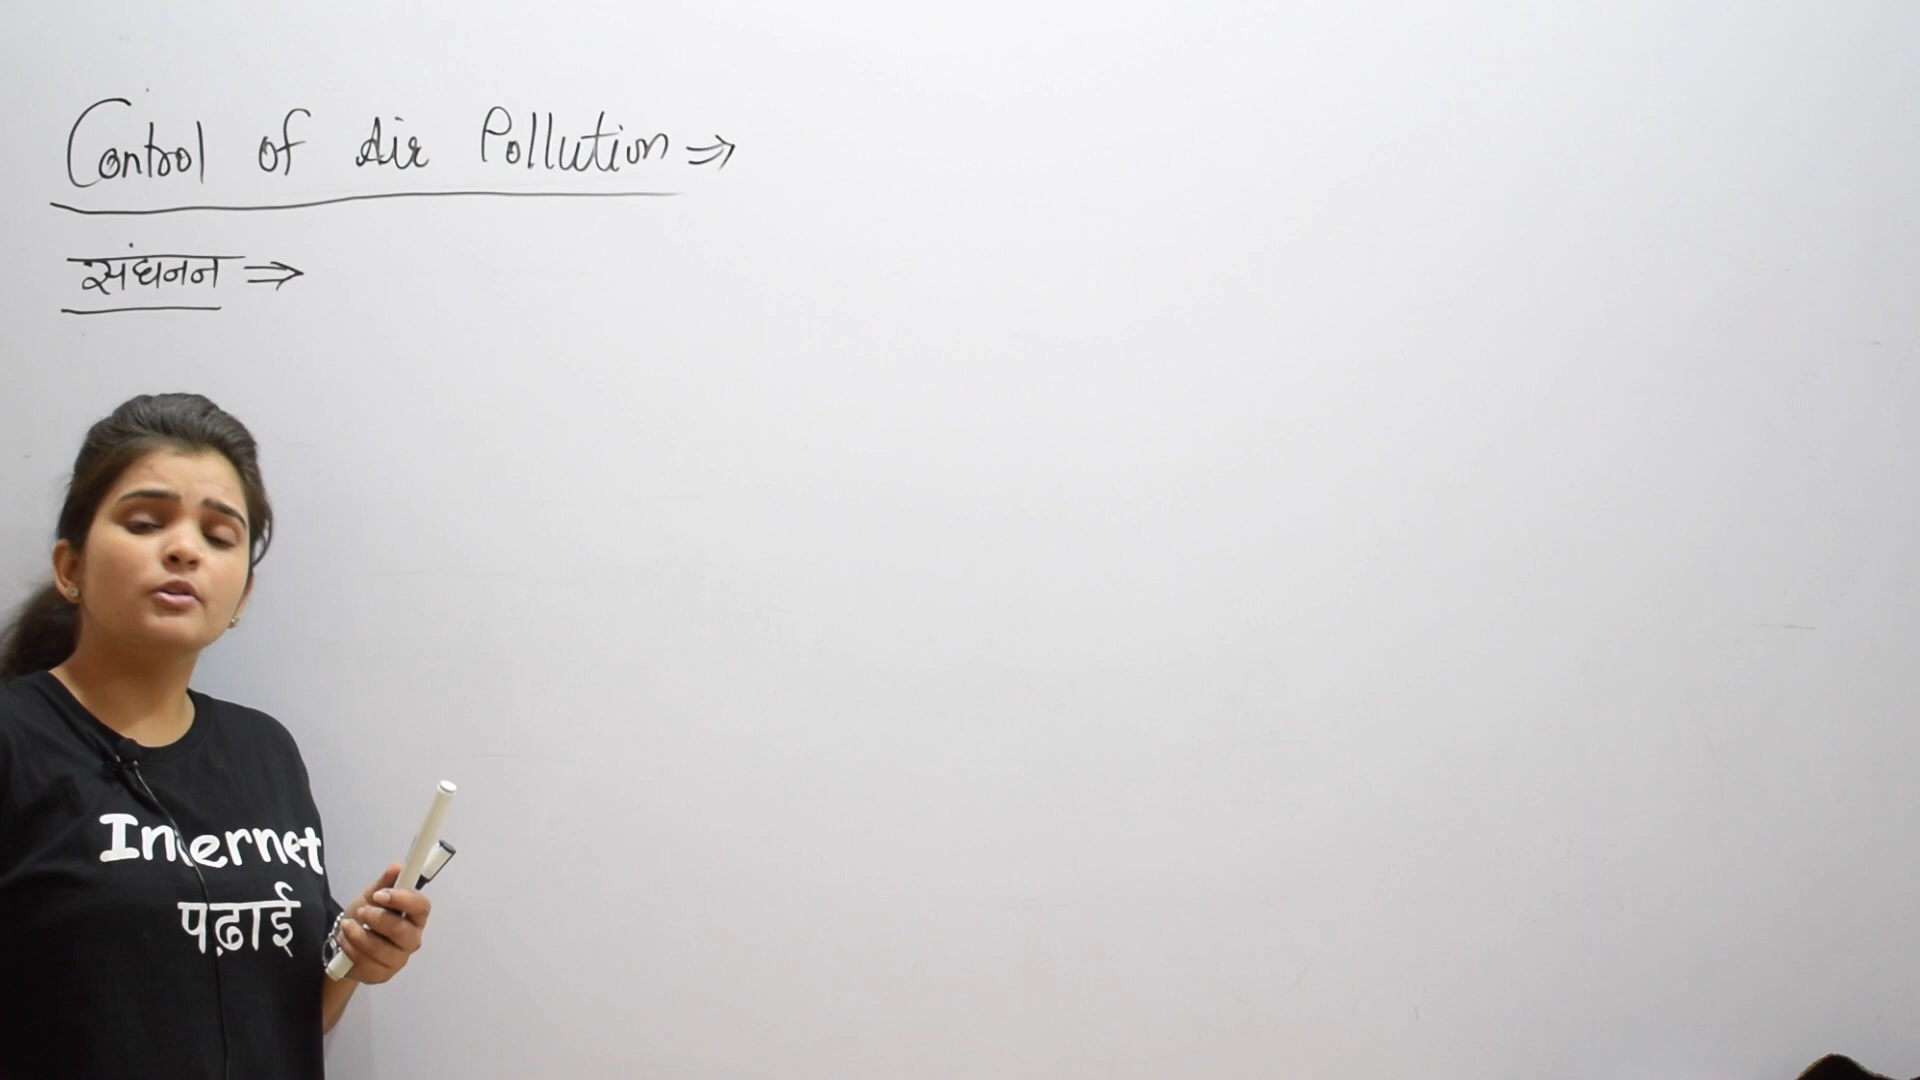 Control of Air Pollution ⇒
संघनन ⇒
Internet
पढ़ाई